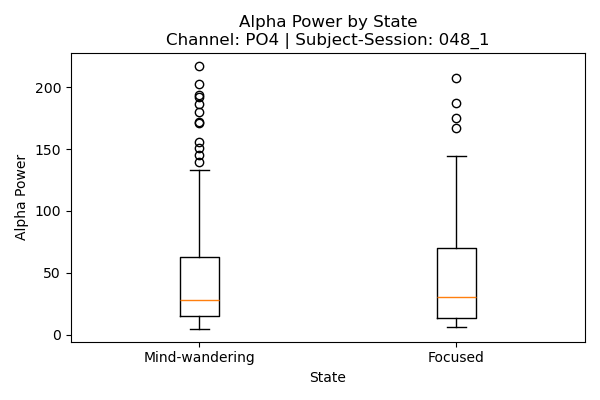 Alpha Power by State
Channel: PO4 | Subject-Session: 048_1
Alpha Power
200
150
100
50
0
Mind-wandering
Focused
State